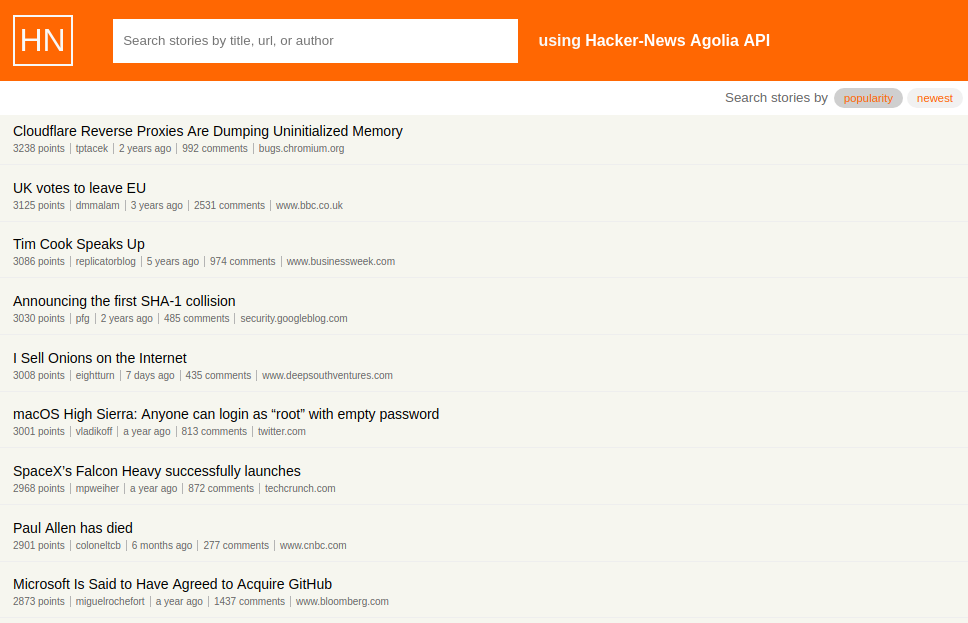 HN
Search stories by title, url, or author
using Hacker-News Agolia API
Search stories by popularity newest
Cloudflare Reverse Proxies Are Dumping Uninitialized Memory
3238 points | tptacek | 2 years ago | 992 comments | bugs.chromium.org
UK votes to leave EU
3125 points | dmmalam | 3 years ago | 2531 comments | www.bbc.co.uk
Tim Cook Speaks Up
3086 points | replicatorblog | 5 years ago | 974 comments | www.businessweek.com
Announcing the first SHA-1 collision
3030 points | pfg | 2 years ago | 485 comments | security.googleblog.com
I Sell Onions on the Internet
3008 points | eightturn | 7 days ago | 435 comments | www.deepsouthventures.com
macOS High Sierra: Anyone can login as “root” with empty password
3001 points | vladikoff | a year ago | 813 comments | twitter.com
SpaceX’s Falcon Heavy successfully launches
2968 points | mpweiher | a year ago | 872 comments | techcrunch.com
Paul Allen has died
2901 points | coloneltcb | 6 months ago | 277 comments | www.cnbc.com
Microsoft Is Said to Have Agreed to Acquire GitHub
2873 points | miguelrochefort | a year ago | 1437 comments | www.bloomberg.com